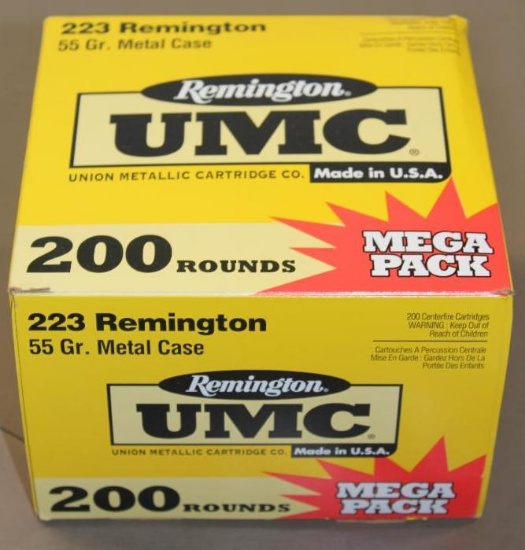 223 Remington
55 Gr. Metal Case
Remington®
UMC®
UNION METALLIC CARTRIDGE CO. Made in U.S.A.
200 ROUNDS
MEGA
PACK
223 Remington
55 Gr. Metal Case
200 Centerfire Cartridges
WARNING : Keep Out of
Reach of Children
Cartouches A Percussion Centrale
Mise En Garde : Gardez Hors De La
Portée Des Enfants
Remington®
UMC®
UNION METALLIC CARTRIDGE CO. Made in U.S.A.
200 ROUNDS
MEGA
PACK